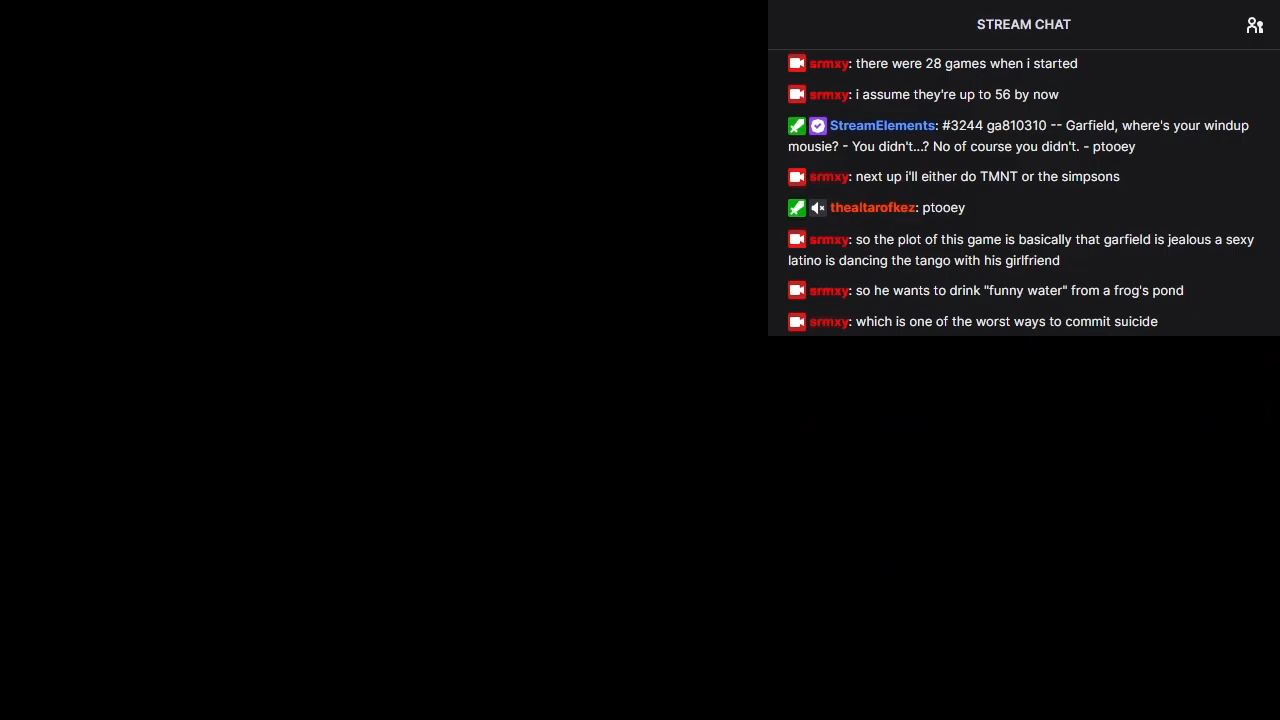 STREAM CHAT
srmxy: there were 28 games when i started
srmxy: i assume they're up to 56 by now
StreamElements: #3244 ga810310 -- Garfield, where's your windup
mousie? - You didn't...? No of course you didn't. - ptooey
srmxy: next up i'll either do TMNT or the simpsons
thealtarofkez: ptooey
srmxy: so the plot of this game is basically that garfield is jealous a sexy
latino is dancing the tango with his girlfriend
srmxy: so he wants to drink "funny water" from a frog's pond
srmxy: which is one of the worst ways to commit suicide